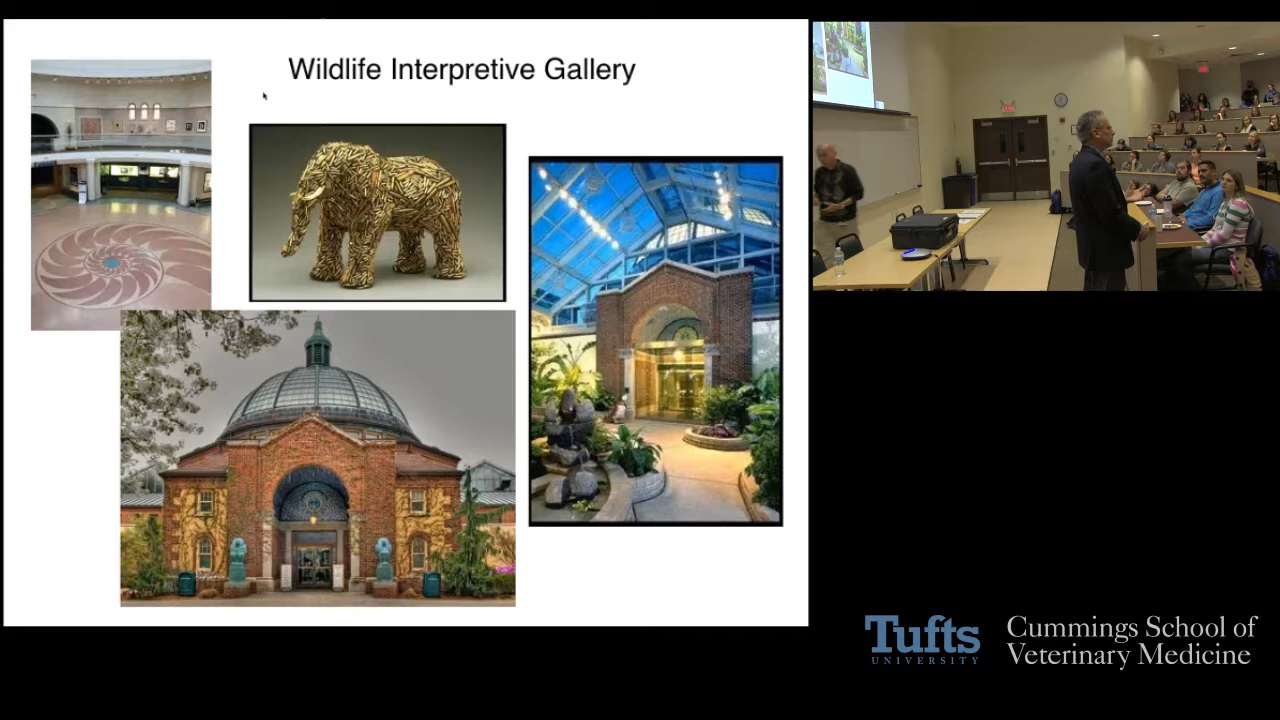 Wildlife Interpretive Gallery
Tufts
UNIVERSITY
Cummings School of
Veterinary Medicine